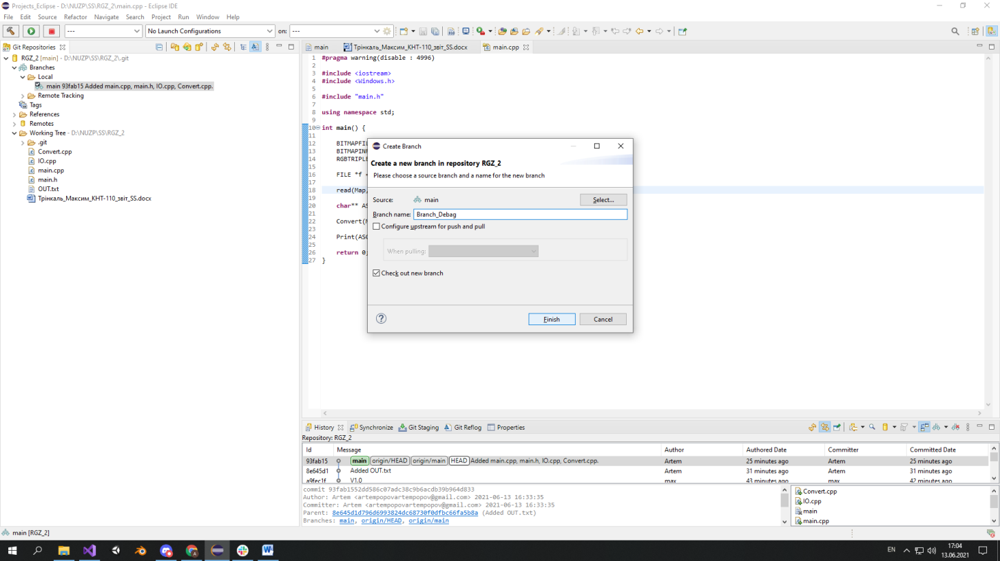 Projects_Eclipse - D:\NUZP\SS\RGZ_2\main.cpp - Eclipse IDE
File Edit Source Refactor Navigate Search Project Run Window Help
--- No Launch Configurations on: ---
Git Repositories
RGZ_2 [main] - D:\NUZP\SS\RGZ_2\.git
Branches
Local
main 93fab15 Added main.cpp, main.h, IO.cpp, Convert.cpp.
Remote Tracking
Tags
References
Remotes
Working Tree - D:\NUZP\SS\RGZ_2
.git
Convert.cpp
IO.cpp
main.cpp
main.h
OUT.txt
Трінкаль_Максим_КНТ-110_звіт_SS.docx
main Трінкаль_Максим_КНТ-110_звіт_SS.docx main.cpp
1 #pragma warning(disable : 4996)
2
3 #include <iostream>
4 #include <Windows.h>
5
6 #include "main.h"
7
8 using namespace std;
9
10 int main() {
11
12 BITMAPFI
13 BITMAPIN
14 RGBTRIPLE
15
16 FILE *f =
17
18 read(Map,
19
20 char** AS
21
22 Convert(
23
24 Print(ASC
25
26 return 0;
27 }
Create Branch
Create a new branch in repository RGZ_2
Please choose a source branch and a name for the new branch
Source: main Select...
Branch name: Branch_Debag
Configure upstream for push and pull
When pulling:
Check out new branch
Finish Cancel
History Synchronize Git Staging Git Reflog Properties
Repository: RGZ_2
Id Message Author Authored Date Committer Committed Date
93fab15 main origin/HEAD origin/main HEAD Added main.cpp, main.h, IO.cpp, Convert.cpp. Artem 25 minutes ago Artem 25 minutes ago
8e645d1 Added OUT.txt Artem 31 minutes ago Artem 31 minutes ago
a9fec1f V1.0 max 43 minutes ago max 42 minutes ago
commit 93fab1552dd586c07adc38c9b6acdb39b964d833
Author: Artem <artempopovartempopov@gmail.com> 2021-06-13 16:33:35
Committer: Artem <artempopovartempopov@gmail.com> 2021-06-13 16:33:35
Parent: 8e645d1d796d6993824dc68730f0dfbc66fa5b8a (Added OUT.txt)
Branches: main, origin/HEAD, origin/main
Convert.cpp
IO.cpp
main
main.cpp
main [RGZ_2]
EN 17:04
13.06.2021